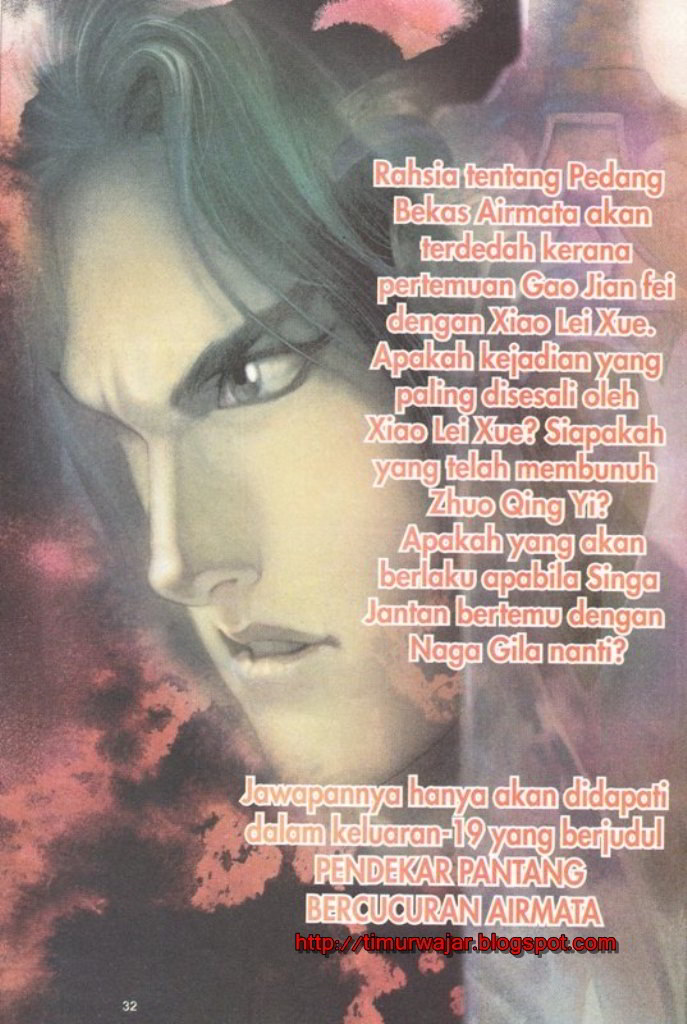 Rahsia tentang Pedang
Bekas Airmata akan
terdedah kerana
pertemuan Gao Jian fei
dengan Xiao Lei Xue.
Apakah kejadian yang
paling disesali oleh
Xiao Lei Xue? Siapakah
yang telah membunuh
Zhuo Qing Yi?
Apakah yang akan
berlaku apabila Singa
Jantan bertemu dengan
Naga Gila nanti?
Jawapannya hanya akan didapati
dalam keluaran-19 yang berjudul
PENDEKAR PANTANG
BERCUCURAN AIRMATA
http://timurwajar.blogspot.com
32